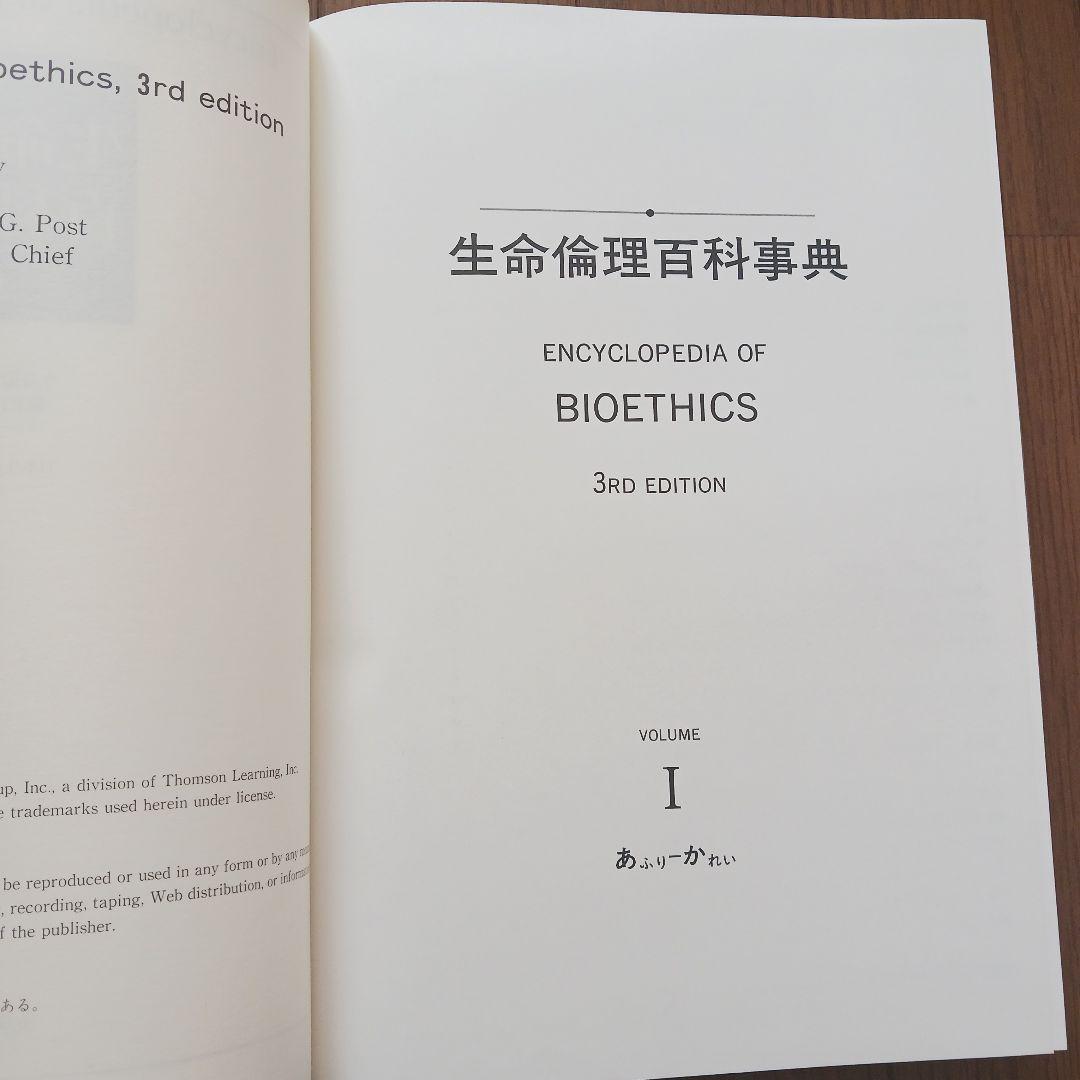 oethics, 3rd edition
G. Post
Chief
up, Inc., a division of Thomson Learning, Inc.
e trademarks used herein under license.
be reproduced or used in any form or by any
, recording, taping, Web distribution, or
f the publisher.
ある。
生命倫理百科事典
ENCYCLOPEDIA OF
BIOETHICS
3RD EDITION
VOLUME
I
あふりーかれい